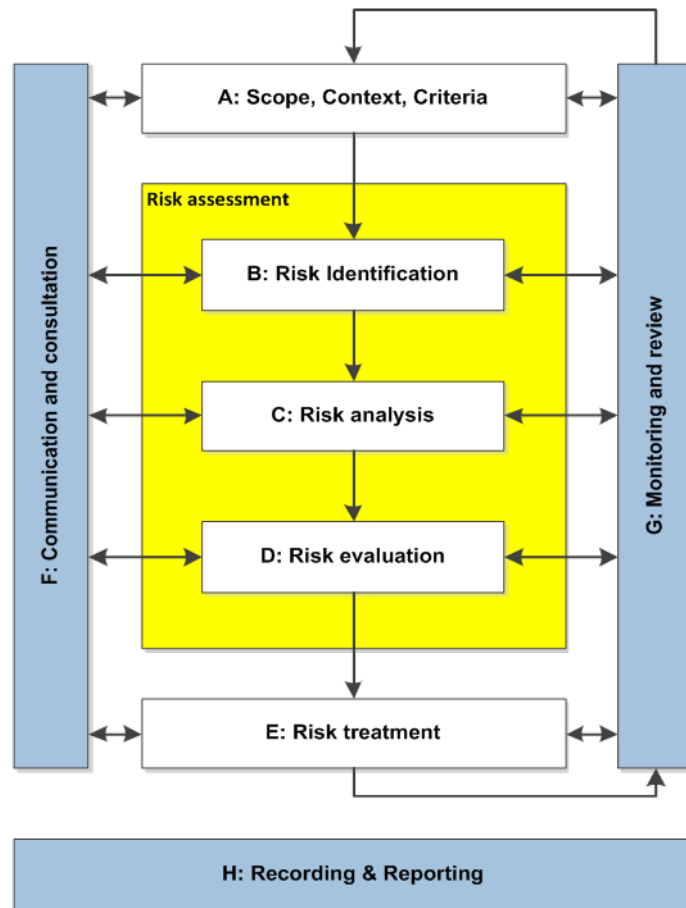 A: Scope, Context, Criteria
Risk assessment
B: Risk Identification
C: Risk analysis
D: Risk evaluation
E: Risk treatment
F: Communication and consultation
G: Monitoring and review
H: Recording & Reporting